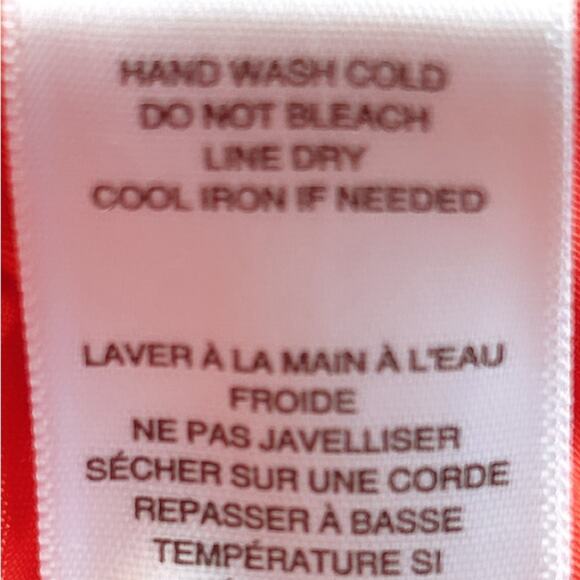 HAND WASH COLD
DO NOT BLEACH
LINE DRY
COOL IRON IF NEEDED
LAVER À LA MAIN À L'EAU
FROIDE
NE PAS JAVELLISER
SÉCHER SUR UNE CORDE
REPASSER À BASSE
TEMPÉRATURE SI